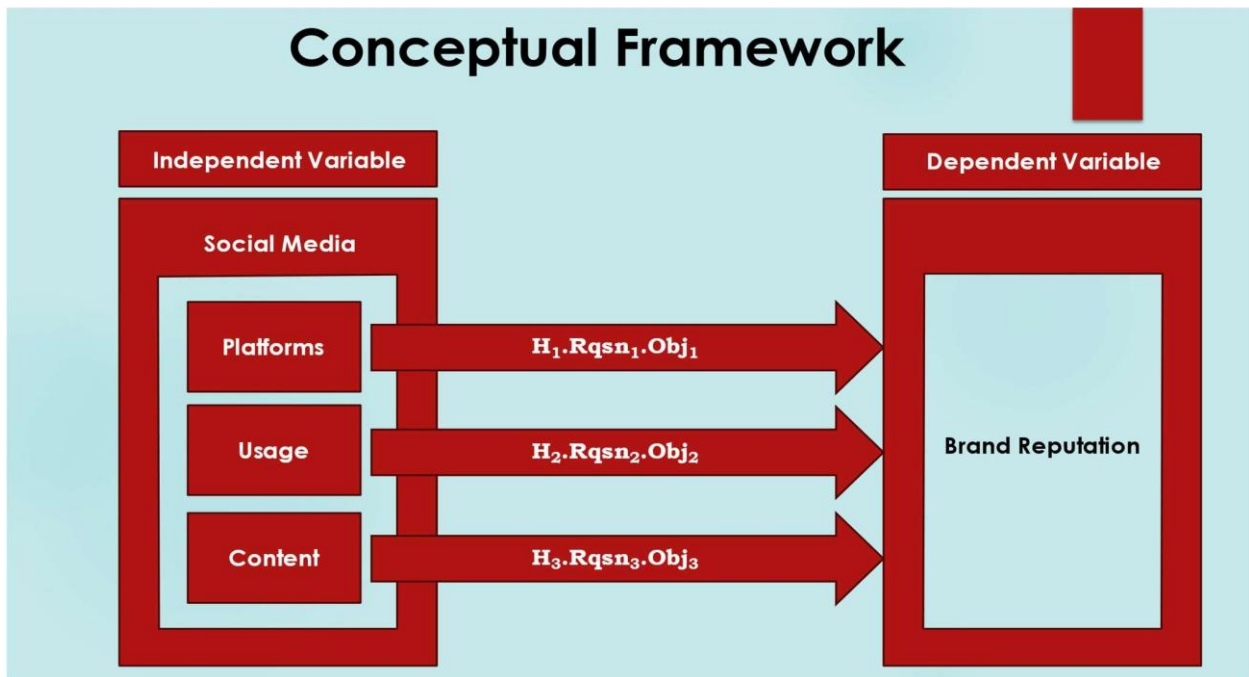 Conceptual Framework
Independent Variable
Dependent Variable
Social Media
Platforms
H₁.Rqsn₁.Obj₁
Usage
H₂.Rqsn₂.Obj₂
Brand Reputation
Content
H₃.Rqsn₃.Obj₃